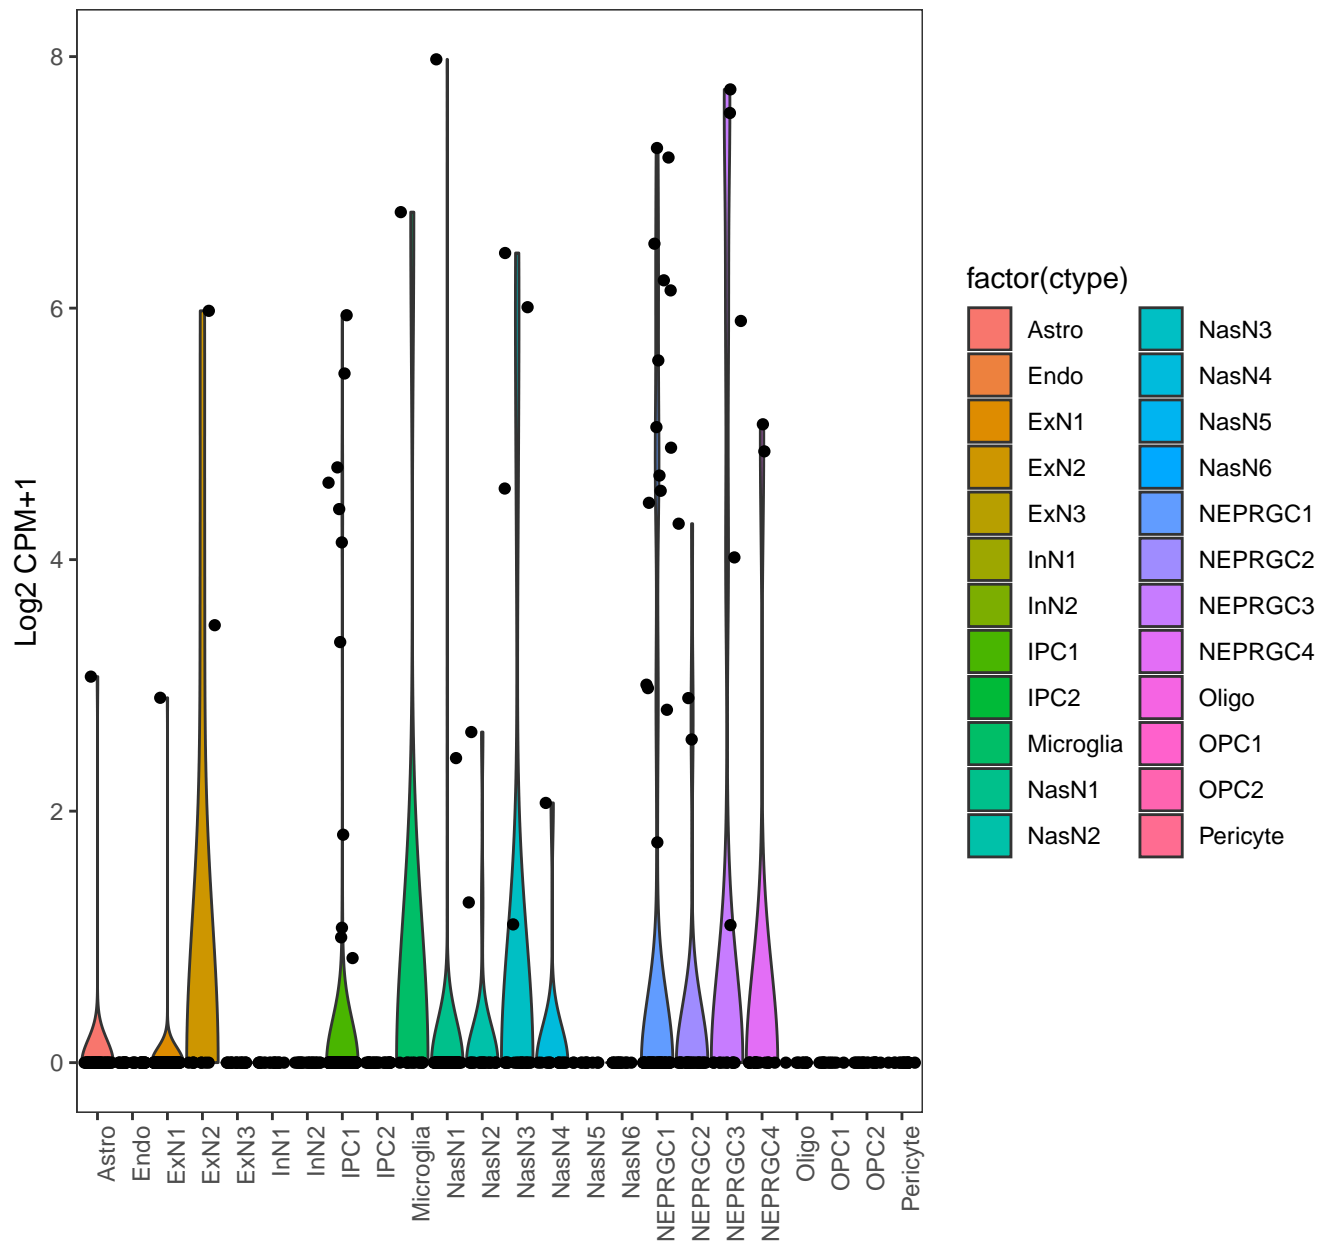 8
6
4
2
0
Log2 CPM+1
Astro
Endo
ExN1
ExN2
ExN3
InN1
InN2
IPC1
IPC2
Microglia
NasN1
NasN2
NasN3
NasN4
NasN5
NasN6
NEPRGC1
NEPRGC2
NEPRGC3
NEPRGC4
Oligo
OPC1
OPC2
Pericyte
factor(ctype)
Astro
Endo
ExN1
ExN2
ExN3
InN1
InN2
IPC1
IPC2
Microglia
NasN1
NasN2
NasN3
NasN4
NasN5
NasN6
NEPRGC1
NEPRGC2
NEPRGC3
NEPRGC4
Oligo
OPC1
OPC2
Pericyte